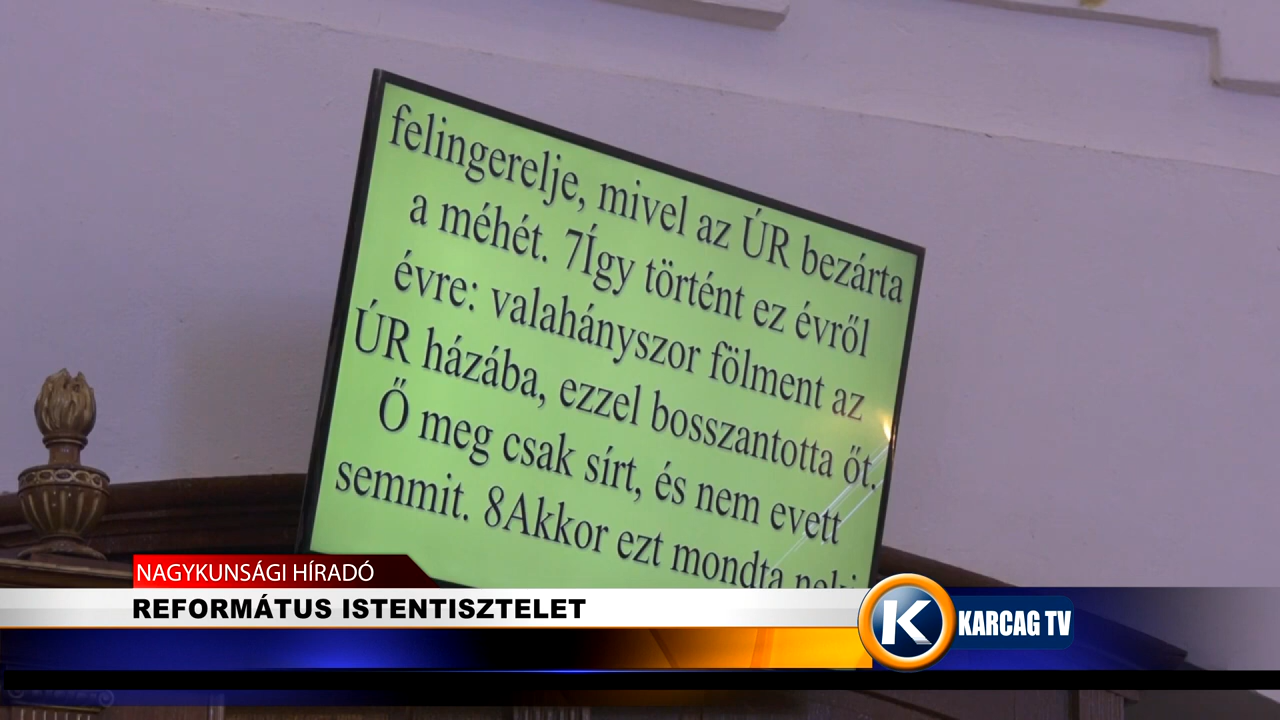 felingerelje, mivel az ÚR bezárta
a méhét. 7Így történt ez évről
évre: valahányszor fölment az
ÚR házába, ezzel bosszantotta őt.
Ő meg csak sírt, és nem evett
semmit. 8Akkor ezt mondta neki
NAGYKUNSÁGI HÍRADÓ
REFORMÁTUS ISTENTISZTELET
K KARCAG TV